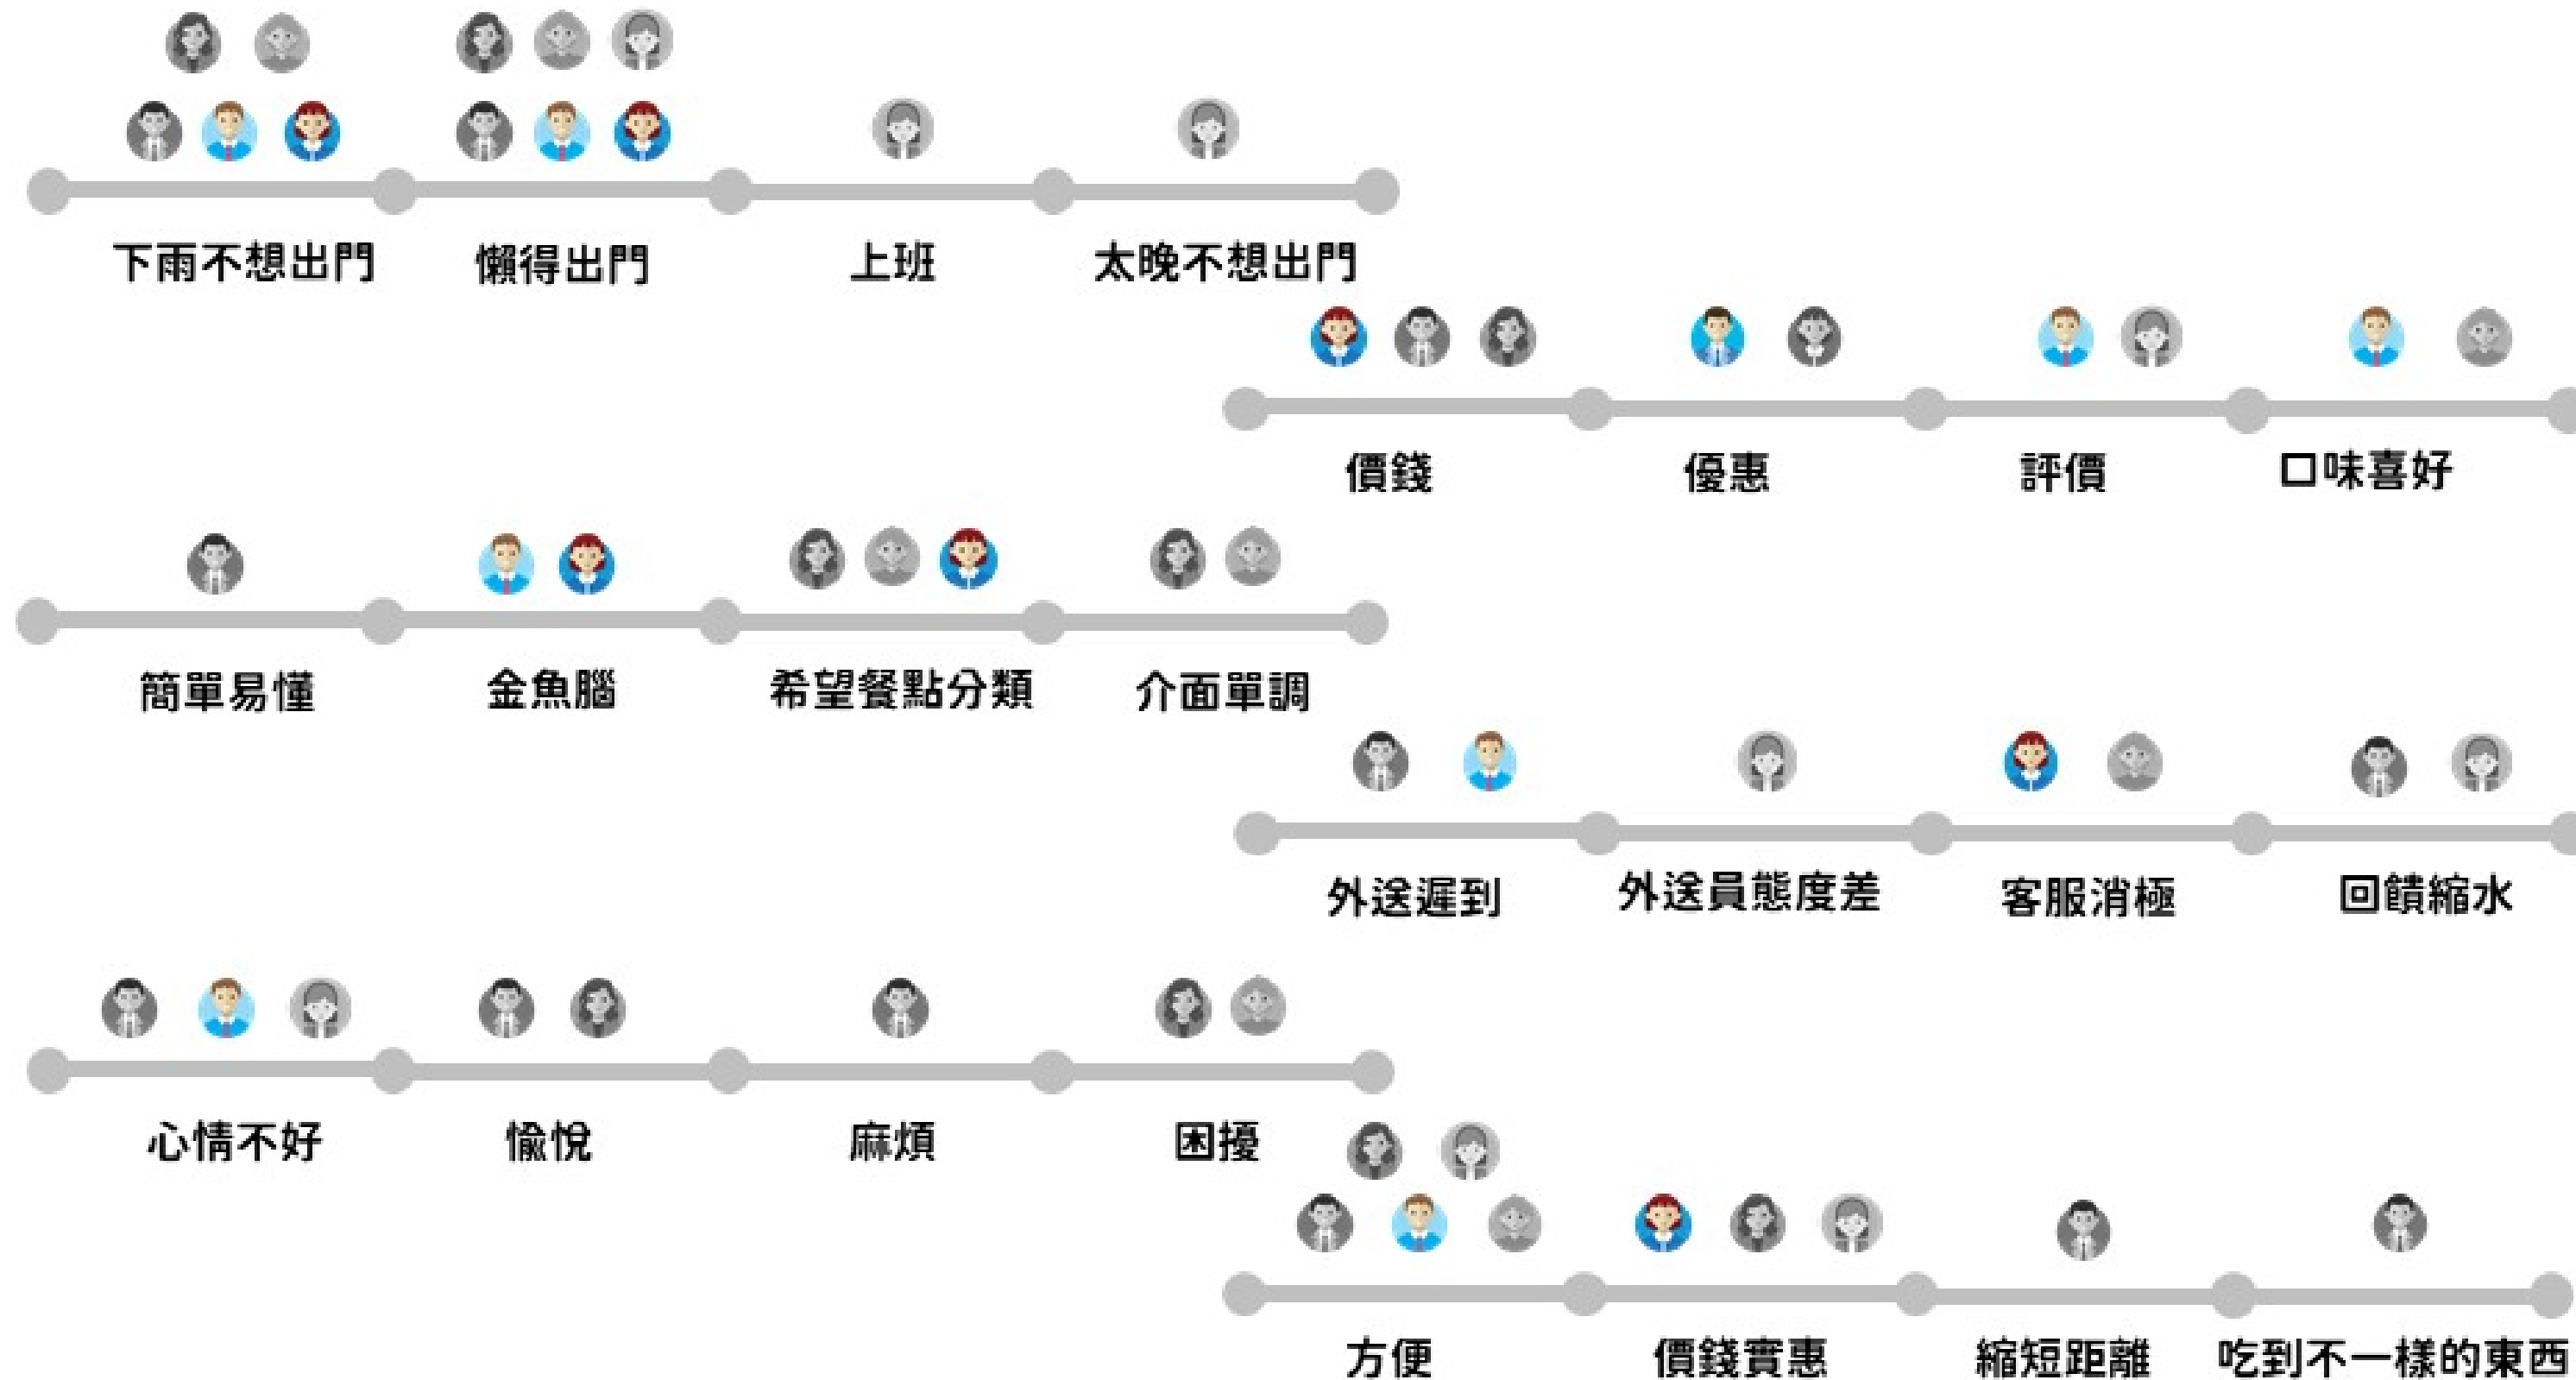 下雨不想出門 懶得出門 上班 太晚不想出門
價錢 優惠 評價 口味喜好
簡單易懂 金魚腦 希望餐點分類 介面單調
外送遲到 外送員態度差 客服消極 回饋縮水
心情不好 愉悅 麻煩 困擾
方便 價錢實惠 縮短距離 吃到不一樣的東西